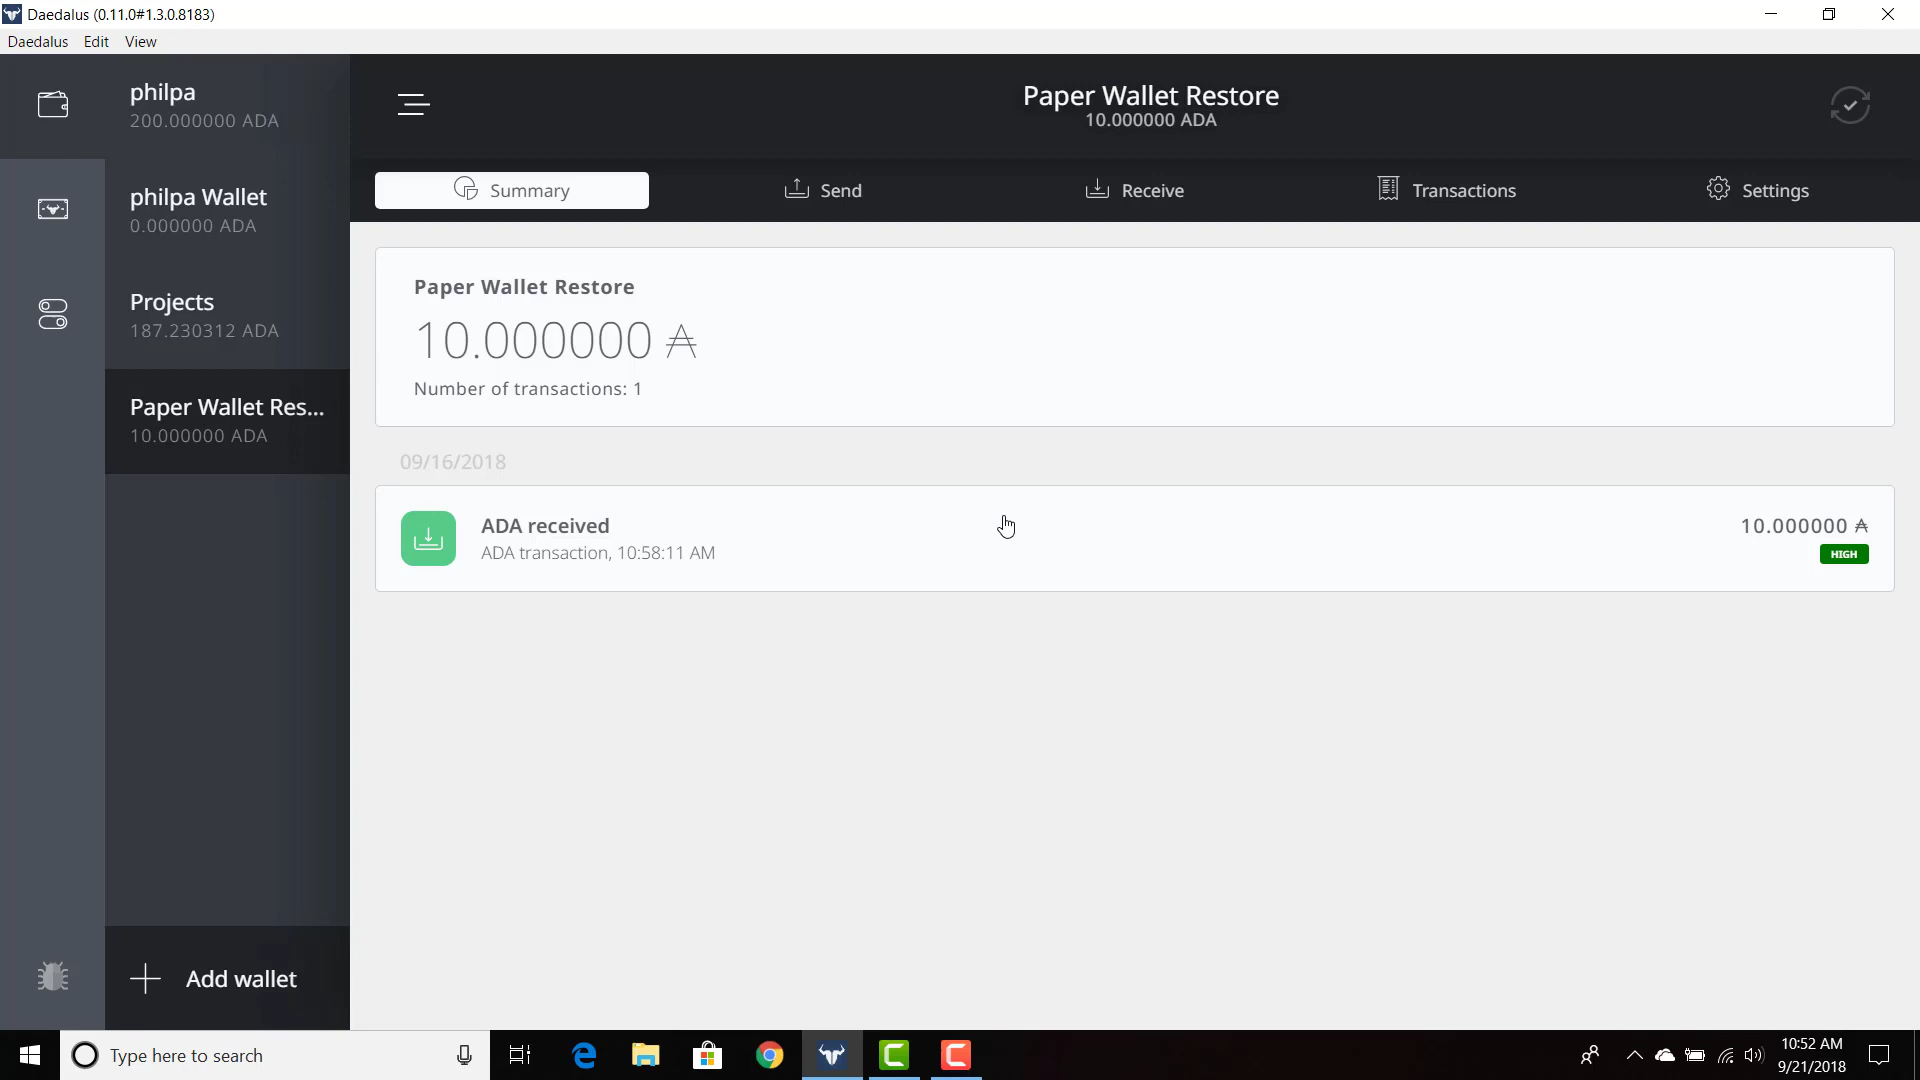 Daedalus (0.11.0#1.3.0.8183)
Daedalus Edit View
philpa
200.000000 ADA
philpa Wallet
0.000000 ADA
Projects
187.230312 ADA
Paper Wallet Res...
10.000000 ADA
Add wallet
Paper Wallet Restore
10.000000 ADA
Summary Send Receive Transactions Settings
Paper Wallet Restore
10.000000 ₳
Number of transactions: 1
09/16/2018
ADA received 10.000000 ₳
ADA transaction, 10:58:11 AM HIGH
Type here to search
10:52 AM
9/21/2018